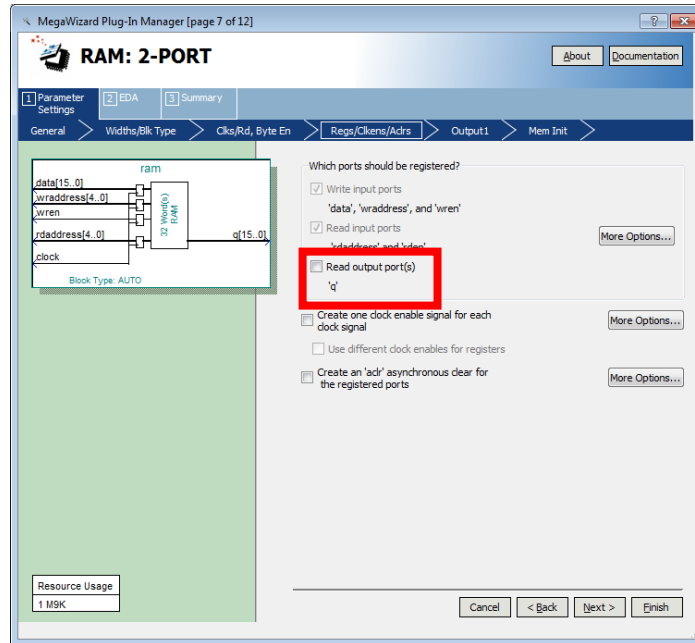 MegaWizard Plug-In Manager [page 7 of 12]
RAM: 2-PORT
About
Documentation
1 Parameter Settings
2 EDA
3 Summary
General
Widths/Blk Type
Clks/Rd, Byte En
Regs/Clkens/Aclrs
Output1
Mem Init
ram
data[15..0]
wraddress[4..0]
wren
rdaddress[4..0]
clock
32 Word(s)
RAM
q[15..0]
Block Type: AUTO
Which ports should be registered?
Write input ports
'data', 'wraddress', and 'wren'
Read input ports
'rdaddress' and 'rden'
More Options...
Read output port(s)
'q'
Create one clock enable signal for each
clock signal
More Options...
Use different clock enables for registers
Create an 'aclr' asynchronous clear for
the registered ports
More Options...
Resource Usage
1 M9K
Cancel
< Back
Next >
Finish